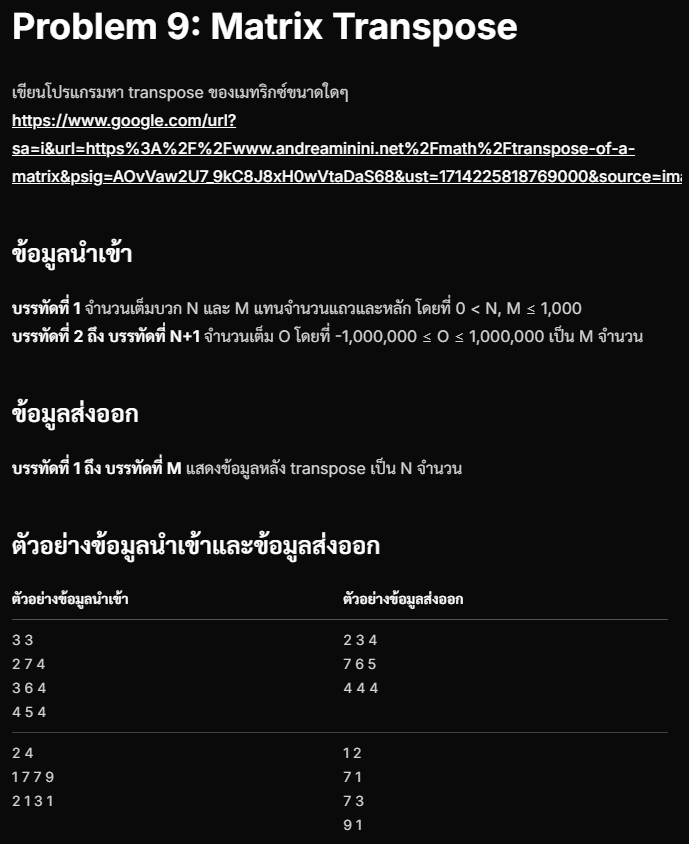 Problem 9: Matrix Transpose
เขียนโปรแกรมหา transpose ของเมทริกซ์ขนาดใดๆ
https://www.google.com/url?
sa=i&url=https%3A%2F%2Fwww.andreaminini.net%2Fmath%2Ftranspose-of-a-
matrix&psig=AOvVaw2U7_9kC8J8xH0wVtaDaS68&ust=1714225818769000&source=ima
ข้อมูลนำเข้า
บรรทัดที่ 1 จำนวนเต็มบวก N และ M แทนจำนวนแถวและหลัก โดยที่ 0 < N, M ≤ 1,000
บรรทัดที่ 2 ถึง บรรทัดที่ N+1 จำนวนเต็ม O โดยที่ -1,000,000 ≤ O ≤ 1,000,000 เป็น M จำนวน
ข้อมูลส่งออก
บรรทัดที่ 1 ถึง บรรทัดที่ M แสดงข้อมูลหลัง transpose เป็น N จำนวน
ตัวอย่างข้อมูลนำเข้าและข้อมูลส่งออก
ตัวอย่างข้อมูลนำเข้า ตัวอย่างข้อมูลส่งออก
3 3 2 3 4
2 7 4 7 6 5
3 6 4 4 4 4
4 5 4
2 4 1 2
1 7 7 9 7 1
2 1 3 1 7 3
9 1